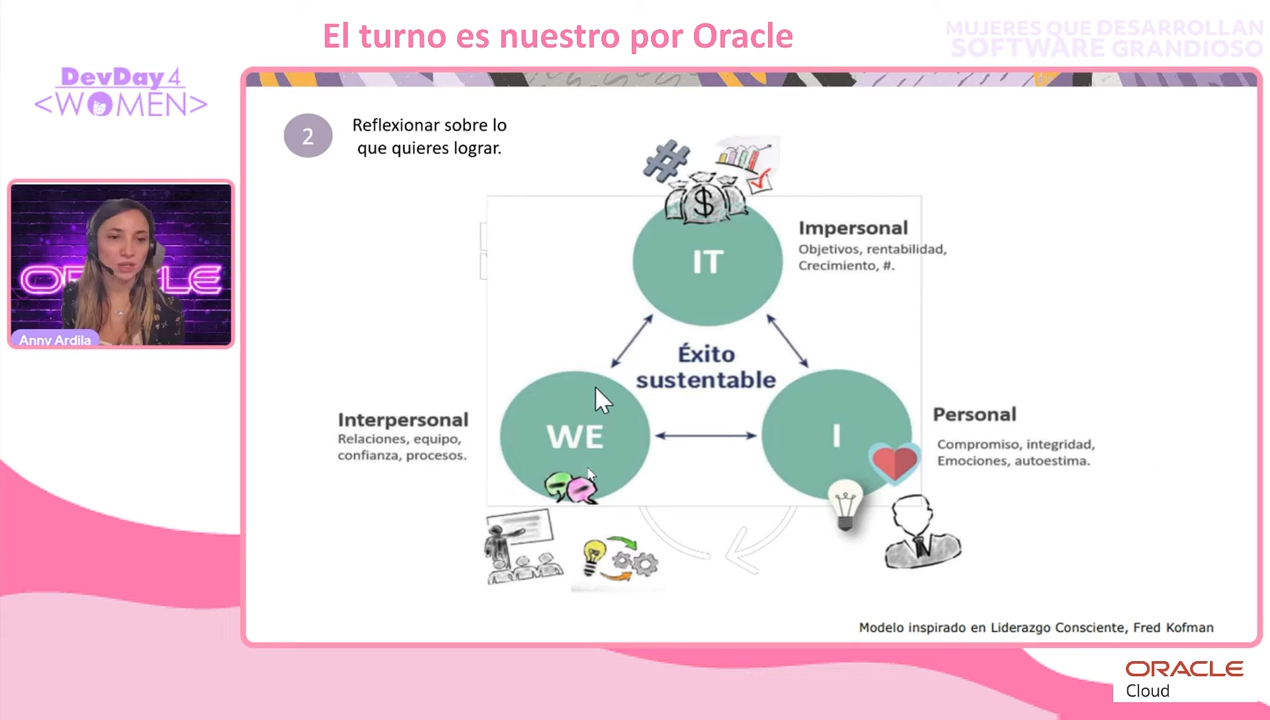 El turno es nuestro por Oracle
MUJERES QUE DESARROLLAN
SOFTWARE GRANDIOSO
DevDay 4
<WOMEN>
2
Reflexionar sobre lo
que quieres lograr.
#
$
IT
Impersonal
Objetivos, rentabilidad,
Crecimiento, #.
ORACLE
Anny Ardila
Éxito
sustentable
WE
Interpersonal
Relaciones, equipo,
confianza, procesos.
I
Personal
Compromiso, integridad,
Emociones, autoestima.
Modelo inspirado en Liderazgo Consciente, Fred Kofman
ORACLE
Cloud